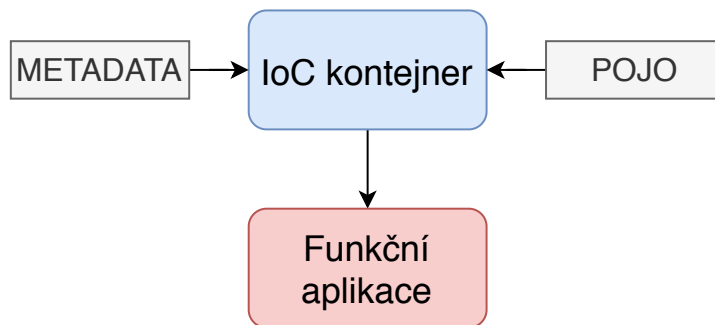 METADATA
IoC kontejner
POJO
Funkční
aplikace